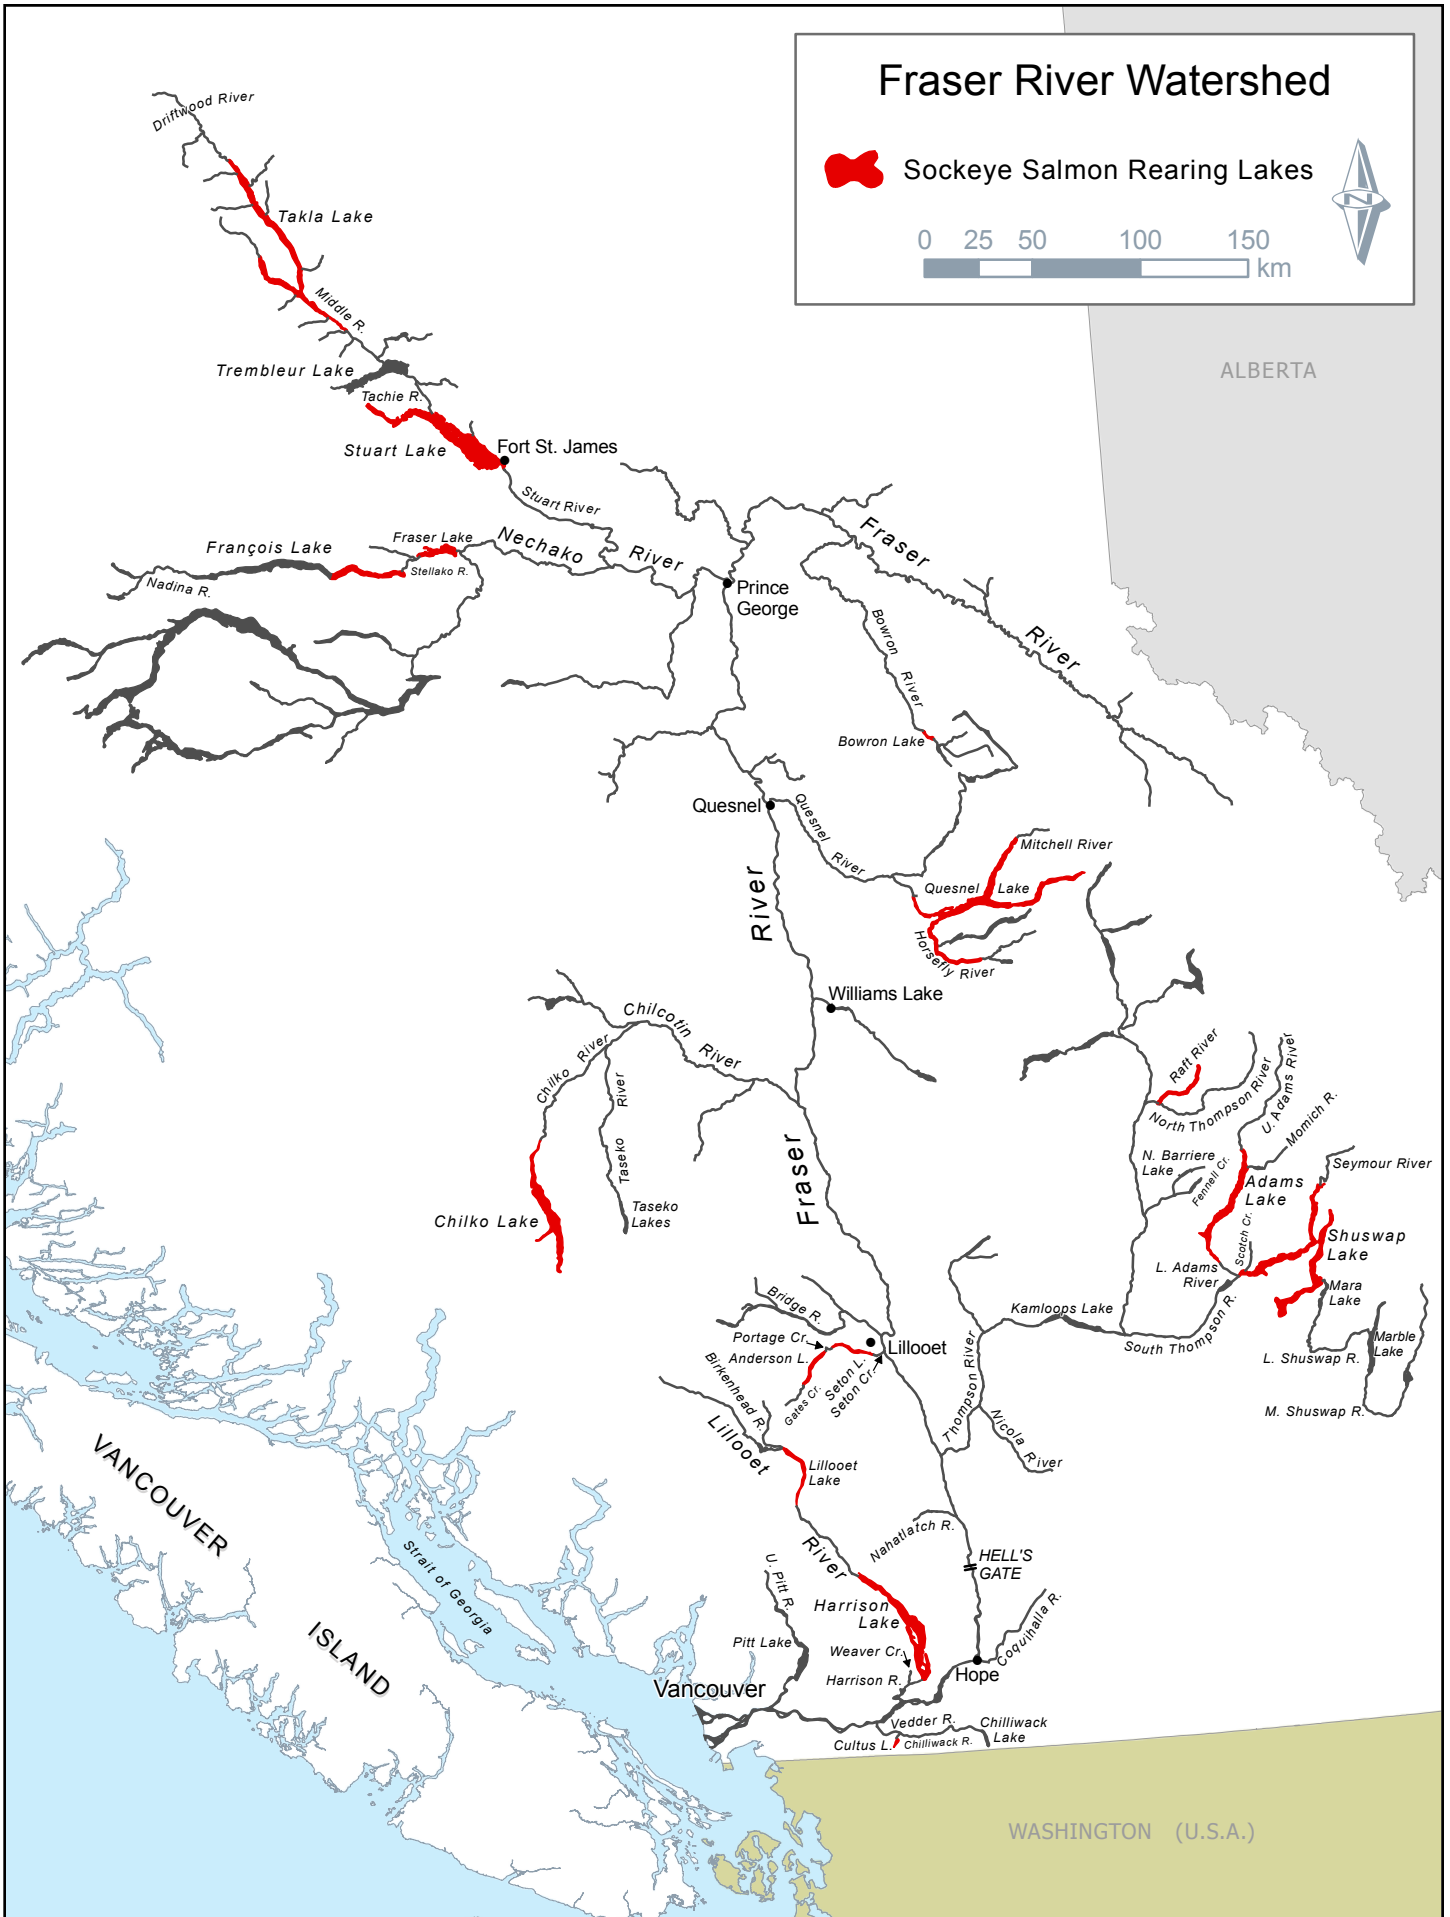 Fraser River Watershed
Sockeye Salmon Rearing Lakes
N
0 25 50 100 150
km
ALBERTA
Driftwood River
Takla Lake
Middle R.
Trembleur Lake
Tachie R.
Stuart Lake
Fort St. James
Stuart River
Fraser Lake
François Lake
Stellako R.
Nadina R.
Nechako
River
Prince
George
Fraser
River
Bowron
River
Bowron Lake
Quesnel
Quesnel
River
Mitchell River
Quesnel Lake
Horsefly River
River
Williams Lake
Chilcotin
River
Chilko River
Taseko River
Taseko
Lakes
Chilko Lake
Fraser
Raft River
North Thompson River
U. Adams River
Momich R.
N. Barriere
Lake
Fennell Cr.
Adams
Lake
Seymour River
Scotch Cr.
Shuswap
Lake
L. Adams
River
Mara
Lake
Kamloops Lake
South Thompson R.
L. Shuswap R.
Marble
Lake
M. Shuswap R.
Bridge R.
Portage Cr.
Anderson L.
Lillooet
Seton L.
Seton Cr.
Gates Cr.
Birkenhead R.
Thompson River
Nicola River
Lillooet
Lillooet
Lake
River
Nahatlatch R.
HELL'S
GATE
Harrison
Lake
U. Pitt R.
Pitt Lake
Weaver Cr.
Harrison R.
Hope
Coquihalla R.
Vancouver
Vedder R.
Chilliwack
Lake
Cultus L.
Chilliwack R.
VANCOUVER
ISLAND
Strait of Georgia
WASHINGTON (U.S.A.)